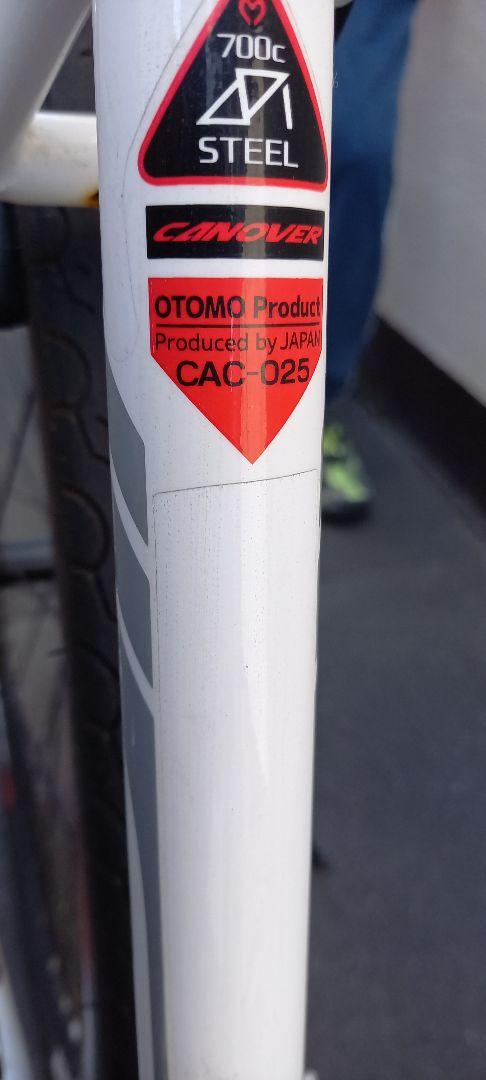 700c
STEEL
CANOVER
OTOMO Product
Produced by JAPAN
CAC-025